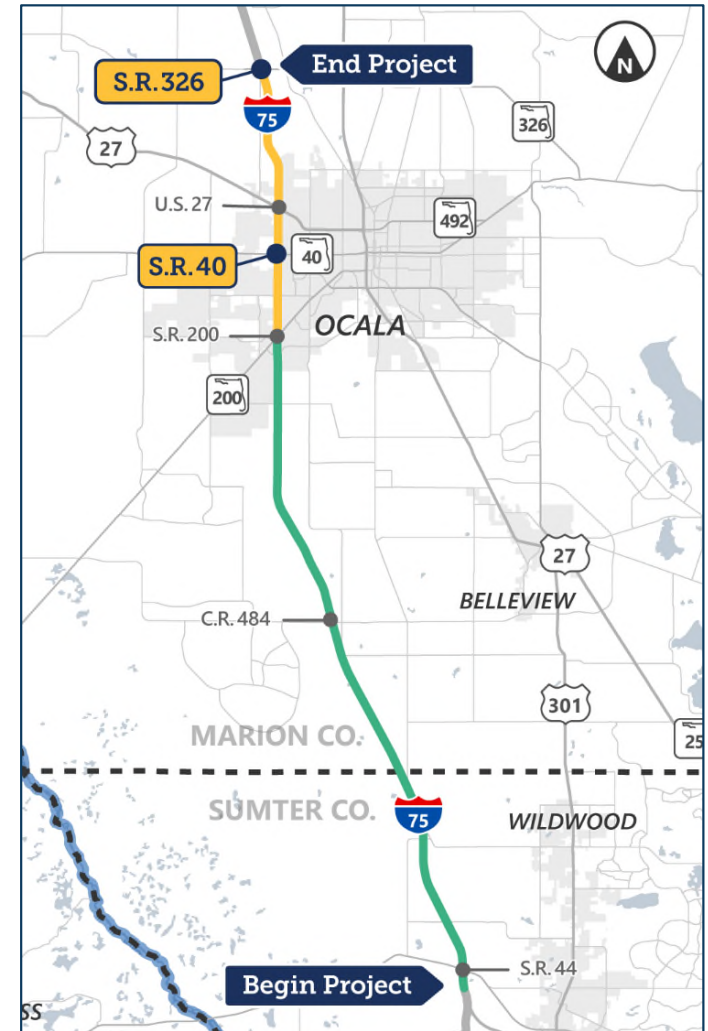 End Project
S.R. 326
N
75
326
27
U.S. 27
492
S.R. 40
40
S.R. 200
OCALA
200
27
BELLEVIEW
C.R. 484
301
MARION CO.
25
SUMTER CO.
75
WILDWOOD
S.R. 44
Begin Project
SS